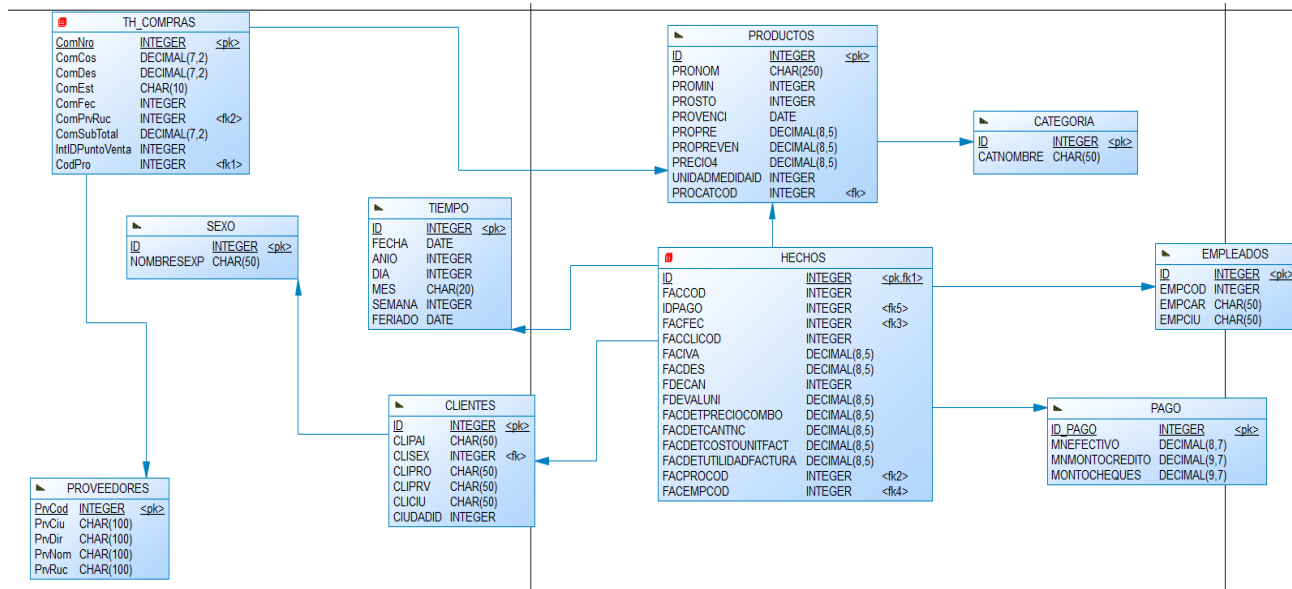 TH_COMPRAS
ComNro INTEGER <pk>
ComCos DECIMAL(7,2)
ComDes DECIMAL(7,2)
ComEst CHAR(10)
ComFec INTEGER
ComPrvRuc INTEGER <fk2>
ComSubTotal DECIMAL(7,2)
IntIDPuntoVenta INTEGER
CodPro INTEGER <fk1>
PRODUCTOS
ID INTEGER <pk>
PRONOM CHAR(250)
PROMIN INTEGER
PROSTO INTEGER
PROVENCI DATE
PROPRE DECIMAL(8,5)
PROPREVEN DECIMAL(8,5)
PRECIO4 DECIMAL(8,5)
UNIDADMEDIDAID INTEGER
PROCATCOD INTEGER <fk>
CATEGORIA
ID INTEGER <pk>
CATNOMBRE CHAR(50)
SEXO
ID INTEGER <pk>
NOMBRESEXP CHAR(50)
TIEMPO
ID INTEGER <pk>
FECHA DATE
ANIO INTEGER
DIA INTEGER
MES CHAR(20)
SEMANA INTEGER
FERIADO DATE
HECHOS
ID INTEGER <pk,fk1>
FACCOD INTEGER
IDPAGO INTEGER <fk5>
FACFEC INTEGER <fk3>
FACCLICOD INTEGER
FACIVA DECIMAL(8,5)
FACDES DECIMAL(8,5)
FDECAN INTEGER
FDEVALUNI DECIMAL(8,5)
FACDETPRECIOCOMBO DECIMAL(8,5)
FACDETCANTNC DECIMAL(8,5)
FACDETCOSTOUNITFACT DECIMAL(8,5)
FACDETUTILIDADFACTURA DECIMAL(8,5)
FACPROCOD INTEGER <fk2>
FACEMPCOD INTEGER <fk4>
EMPLEADOS
ID INTEGER <pk>
EMPCOD INTEGER
EMPCAR CHAR(50)
EMPCIU CHAR(50)
CLIENTES
ID INTEGER <pk>
CLIPAI CHAR(50)
CLISEX INTEGER <fk>
CLIPRO CHAR(50)
CLIPRV CHAR(50)
CLICIU CHAR(50)
CIUDADID INTEGER
PAGO
ID_PAGO INTEGER <pk>
MNEFECTIVO DECIMAL(8,7)
MNMONTOCREDITO DECIMAL(9,7)
MONTOCHEQUES DECIMAL(9,7)
PROVEEDORES
PrvCod INTEGER <pk>
PrvCiu CHAR(100)
PrvDir CHAR(100)
PrvNom CHAR(100)
PrvRuc CHAR(100)